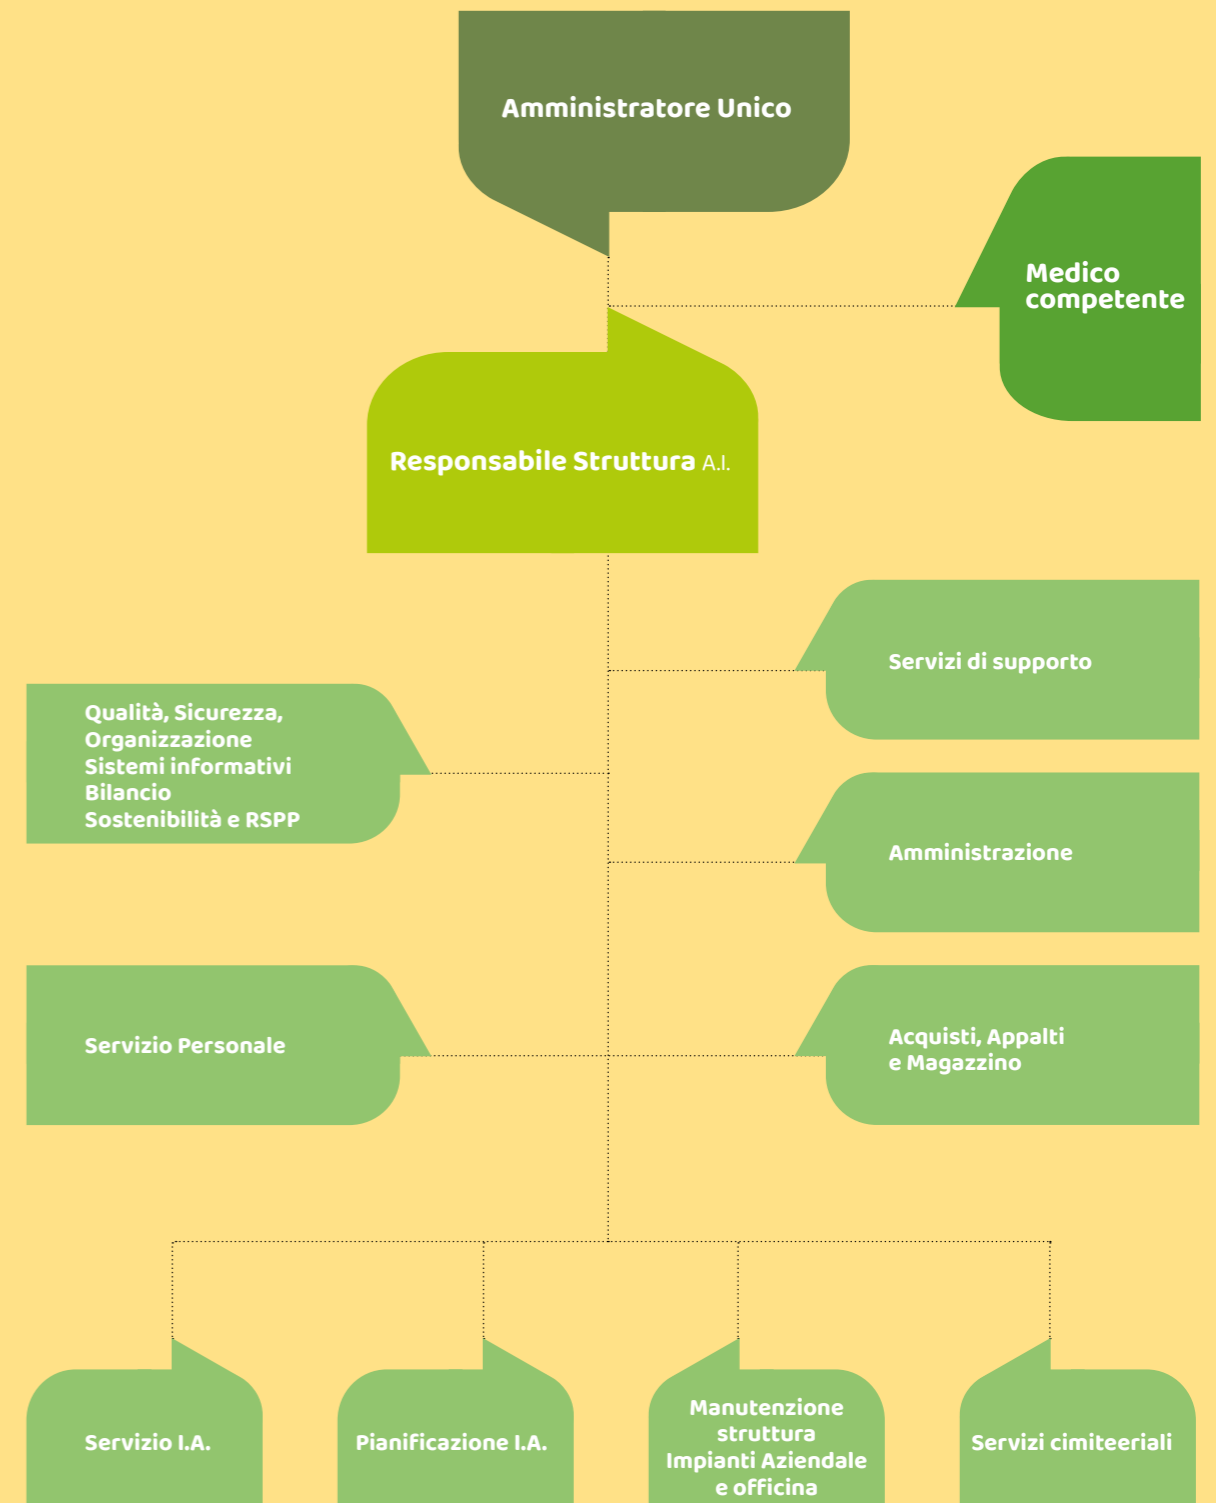 Amministratore Unico
Medico
competente
Responsabile Struttura A.I.
Servizi di supporto
Qualità, Sicurezza,
Organizzazione
Sistemi informativi
Bilancio
Sostenibilità e RSPP
Amministrazione
Servizio Personale
Acquisti, Appalti
e Magazzino
Servizio I.A.
Pianificazione I.A.
Manutenzione
struttura
Impianti Aziendale
e officina
Servizi cimiteeriali